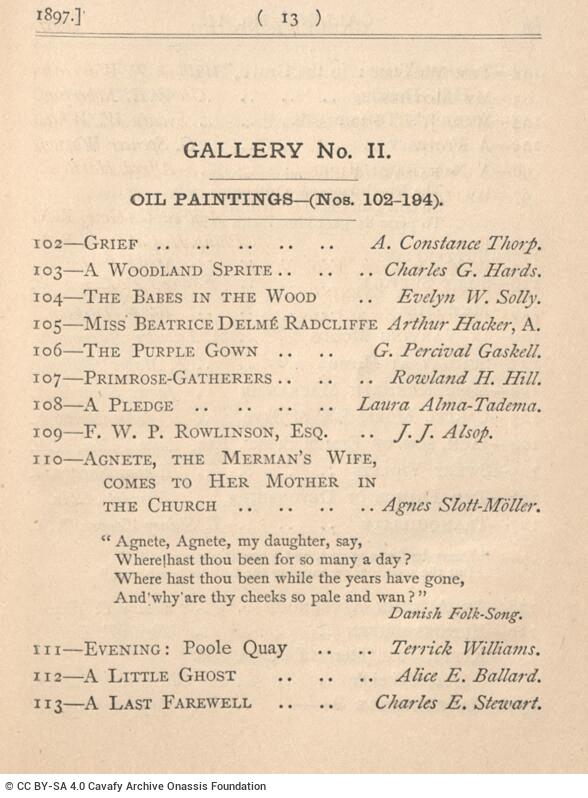 1897.]
( 13 )
GALLERY No. II.
OIL PAINTINGS—(Nos. 102-194).
102—Grief .. .. .. .. .. .. A. Constance Thorp.
103—A Woodland Sprite .. .. .. Charles G. Hards.
104—The Babes in the Wood .. Evelyn W. Solly.
105—Miss Beatrice Delmé Radcliffe Arthur Hacker, A.
106—The Purple Gown .. .. G. Percival Gaskell.
107—Primrose-Gatherers .. .. .. Rowland H. Hill.
108—A Pledge .. .. .. .. .. Laura Alma-Tadema.
109—F. W. P. Rowlinson, Esq. .. J. J. Alsop.
110—Agnete, the Merman's Wife,
comes to Her Mother in
the Church .. .. .. .. Agnes Slott-Möller.
" Agnete, Agnete, my daughter, say,
Where hast thou been for so many a day?
Where hast thou been while the years have gone,
And why are thy cheeks so pale and wan?"
Danish Folk-Song.
111—Evening: Poole Quay .. .. Terrick Williams.
112—A Little Ghost .. .. .. Alice E. Ballard.
113—A Last Farewell .. .. Charles E. Stewart.
© CC BY-SA 4.0 Cavafy Archive Onassis Foundation